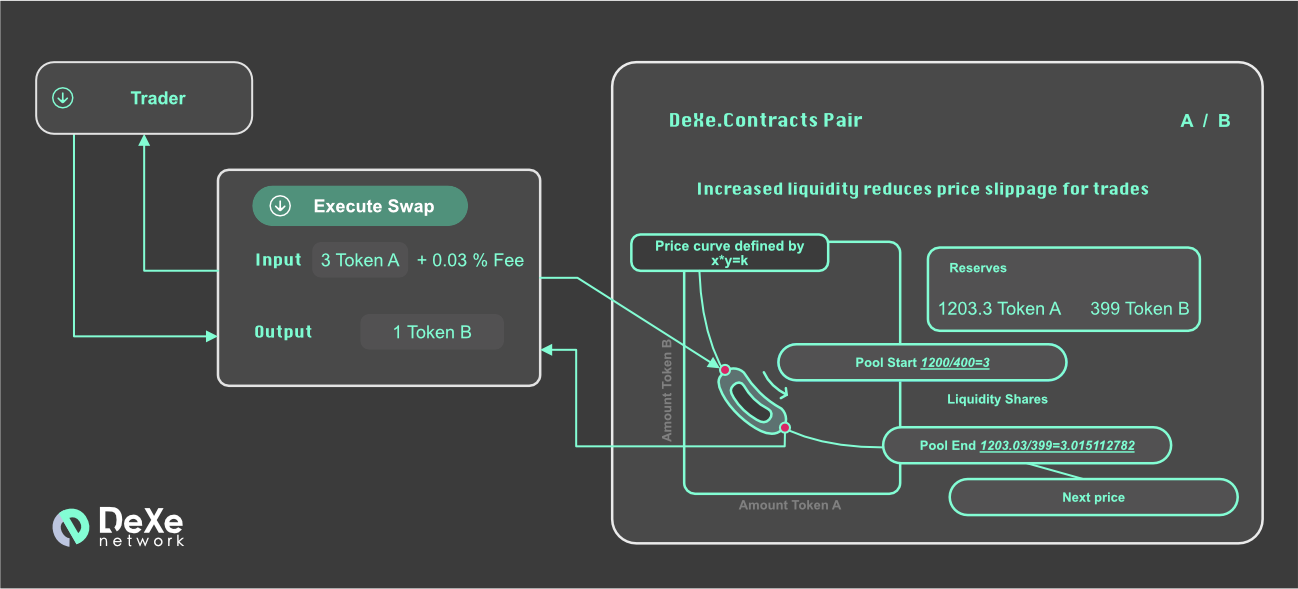 Trader
Execute Swap
Input 3 Token A + 0.03 % Fee
Output 1 Token B
DeXe.Contracts Pair
A / B
Increased liquidity reduces price slippage for trades
Price curve defined by
x*y=k
Reserves
1203.3 Token A 399 Token B
Pool Start 1200/400=3
Liquidity Shares
Pool End 1203.03/399=3.015112782
Next price
Amount Token B
Amount Token A
DeXe
network